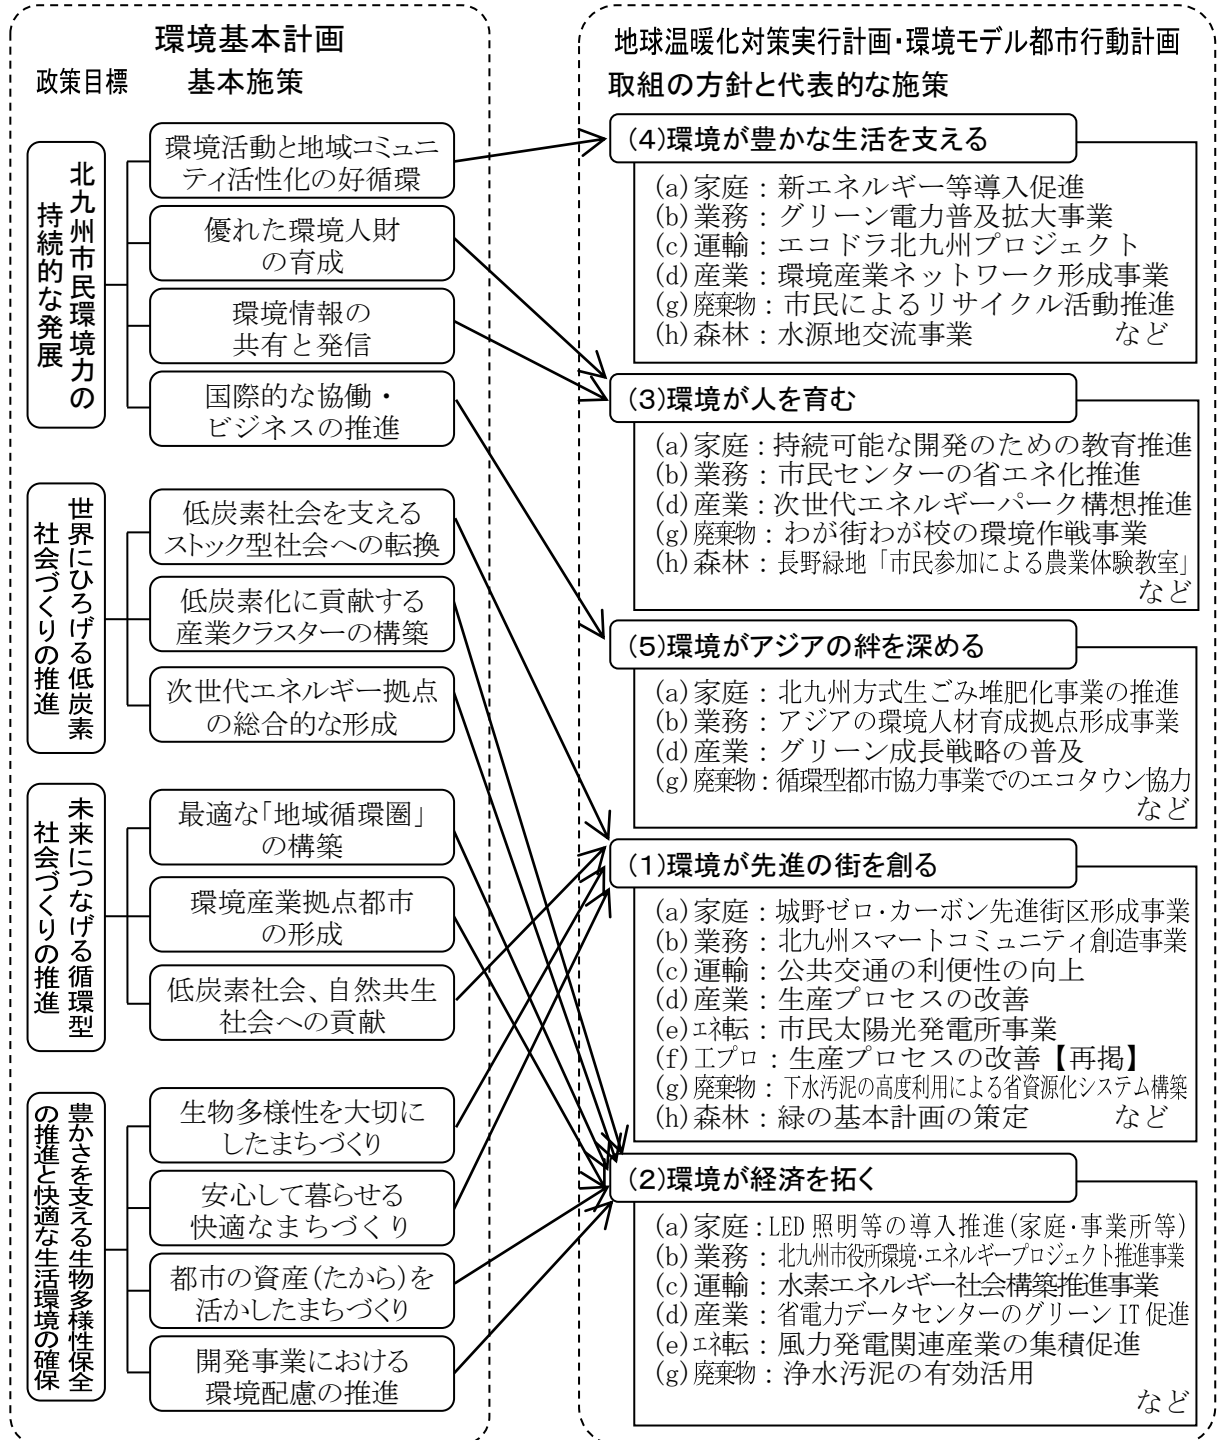 環境基本計画
政策目標
基本施策
北九州市民環境力の
持続的な発展
環境活動と地域コミュニ
ティ活性化の好循環
優れた環境人財
の育成
環境情報の
共有と発信
国際的な協働・
ビジネスの推進
世界にひろげる低炭素
社会づくりの推進
低炭素社会を支える
ストック型社会への転換
低炭素化に貢献する
産業クラスターの構築
次世代エネルギー拠点
の総合的な形成
未来につなげる循環型
社会づくりの推進
最適な「地域循環圏」
の構築
環境産業拠点都市
の形成
低炭素社会、自然共生
社会への貢献
豊かさを支える生物多様性保全
の推進と快適な生活環境の確保
生物多様性を大切に
したまちづくり
安心して暮らせる
快適なまちづくり
都市の資産(たから)を
活かしたまちづくり
開発事業における
環境配慮の推進
地球温暖化対策実行計画・環境モデル都市行動計画
取組の方針と代表的な施策
(4)環境が豊かな生活を支える
(a)家庭：新エネルギー等導入促進
(b)業務：グリーン電力普及拡大事業
(c)運輸：エコドラ北九州プロジェクト
(d)産業：環境産業ネットワーク形成事業
(g)廃棄物：市民によるリサイクル活動推進
(h)森林：水源地交流事業 など
(3)環境が人を育む
(a)家庭：持続可能な開発のための教育推進
(b)業務：市民センターの省エネ化推進
(d)産業：次世代エネルギーパーク構想推進
(g)廃棄物：わが街わが校の環境作戦事業
(h)森林：長野緑地「市民参加による農業体験教室」
など
(5)環境がアジアの絆を深める
(a)家庭：北九州方式生ごみ堆肥化事業の推進
(b)業務：アジアの環境人材育成拠点形成事業
(d)産業：グリーン成長戦略の普及
(g)廃棄物：循環型都市協力事業でのエコタウン協力
など
(1)環境が先進の街を創る
(a)家庭：城野ゼロ・カーボン先進街区形成事業
(b)業務：北九州スマートコミュニティ創造事業
(c)運輸：公共交通の利便性の向上
(d)産業：生産プロセスの改善
(e)エネ転：市民太陽光発電所事業
(f)工プロ：生産プロセスの改善【再掲】
(g)廃棄物：下水汚泥の高度利用による省資源化システム構築
(h)森林：緑の基本計画の策定 など
(2)環境が経済を拓く
(a)家庭：LED 照明等の導入推進(家庭・事業所等)
(b)業務：北九州市役所環境・エネルギープロジェクト推進事業
(c)運輸：水素エネルギー社会構築推進事業
(d)産業：省電力データセンターのグリーン IT 促進
(e)エネ転：風力発電関連産業の集積促進
(g)廃棄物：浄水汚泥の有効活用
など